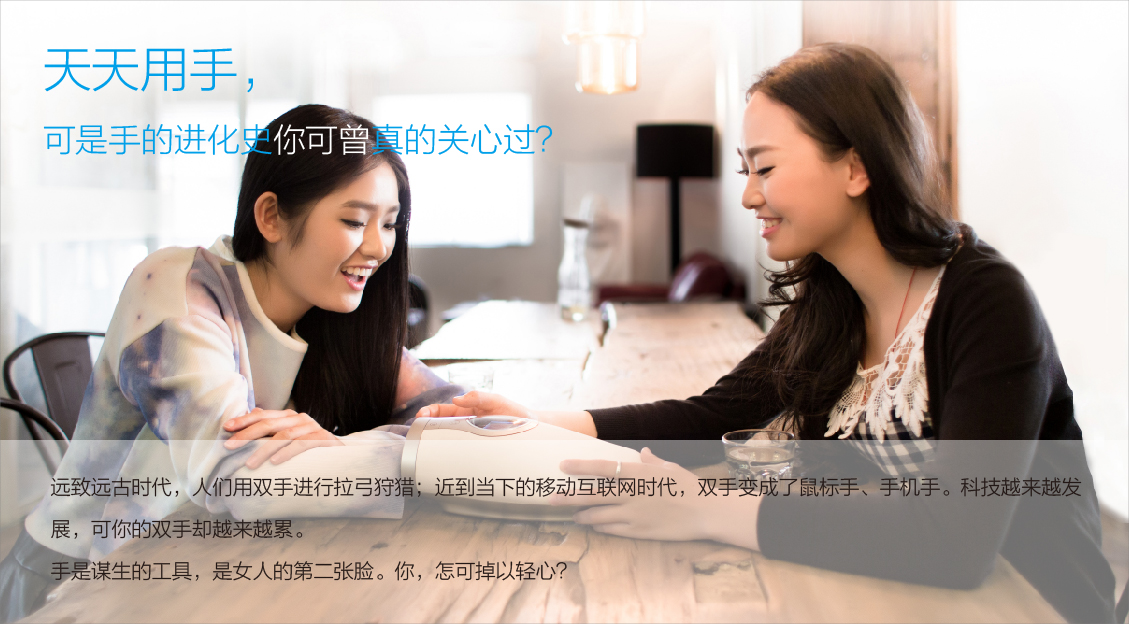 天天用手，
可是手的进化史你可曾真的关心过？
远致远古时代，人们用双手进行拉弓狩猎；近到当下的移动互联网时代，双手变成了鼠标手、手机手。科技越来越发
展，可你的双手却越来越累。
手是谋生的工具，是女人的第二张脸。你，怎可掉以轻心？